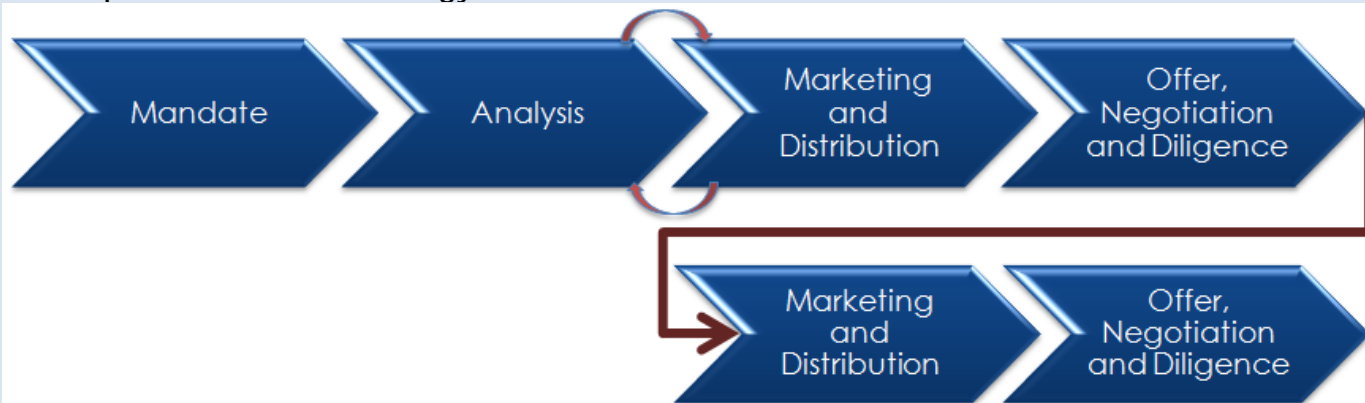 Mandate
Analysis
Marketing
and
Distribution
Offer,
Negotiation
and Diligence
Marketing
and
Distribution
Offer,
Negotiation
and Diligence